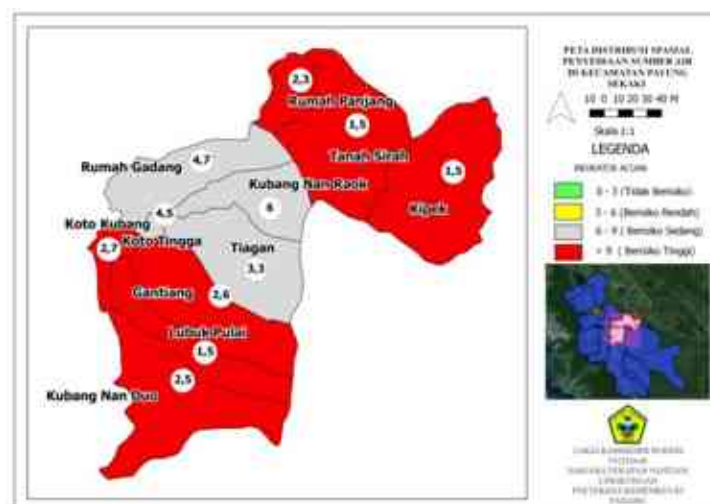 PETA DISTRIBUSI SPASIAL
PENYEDIAAN SUMBER AIR
DI KECAMATAN PAYUNG
SEKAKI
10 0 10 20 30 40 M
Skala 1:1
LEGENDA
0 - 3 (Tidak Berisiko)
3 - 6 (Berisiko Rendah)
6 - 9 ( Berisiko Sedang)
> 9 ( Berisiko Tinggi)
2,3
Rumah Panjang
1,5
Tanah Sirah
1,5
Kipek
4,7
Rumah Gadang
Kubang Nan Raok
6
4,5
Koto Kubang
Koto Tingga
2,7
Tiagan
3,3
Gantiang
2,6
Lubuk Pulai
1,5
2,5
Kubang Nan Duo